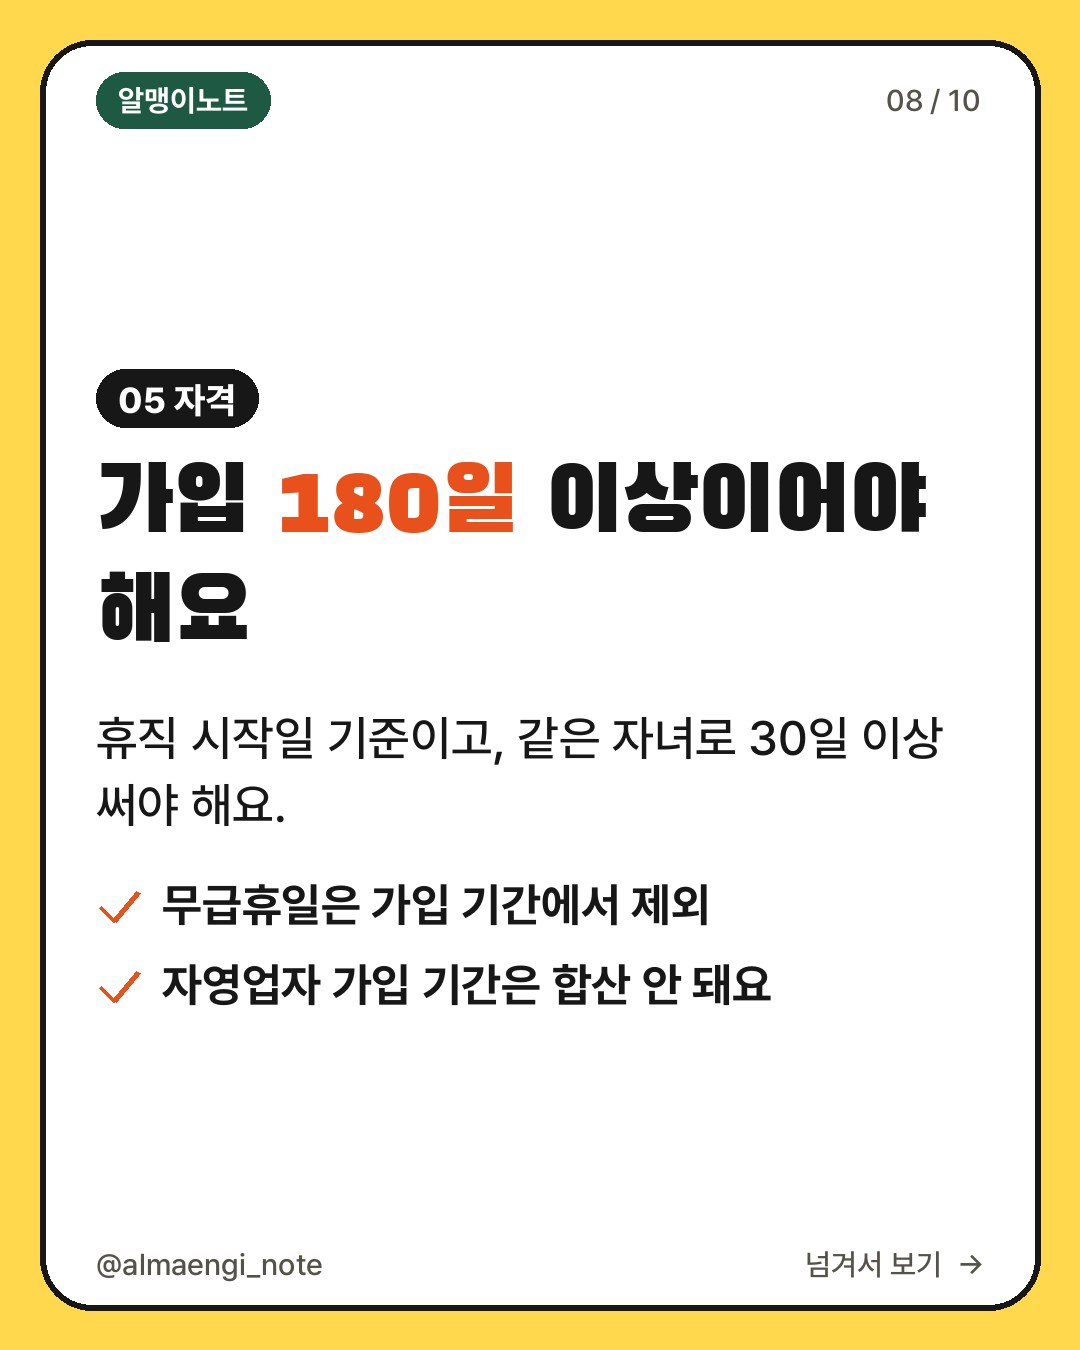 알맹이노트
08 / 10
05 자격
가입 180일 이상이어야
해요
휴직 시작일 기준이고, 같은 자녀로 30일 이상
써야 해요.
무급휴일은 가입 기간에서 제외
자영업자 가입 기간은 합산 안 돼요
@almaengi_note
넘겨서 보기 →